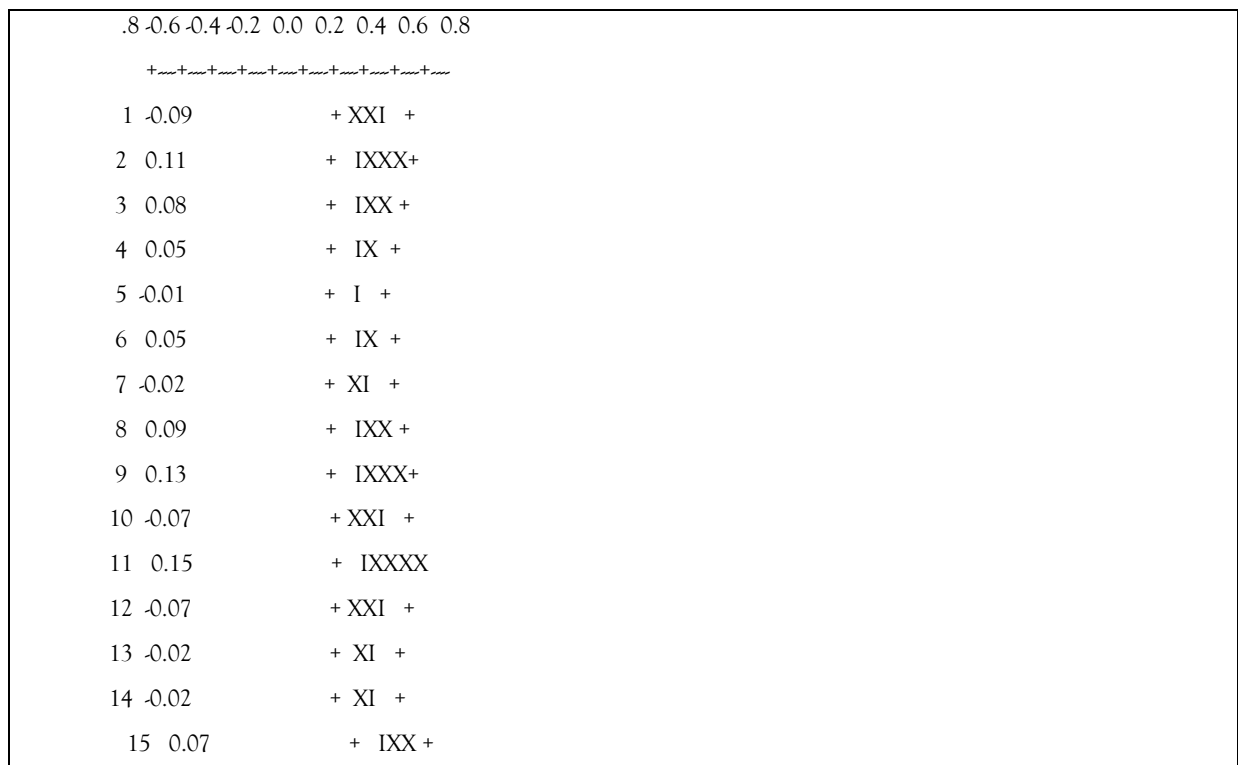 .8 -0.6 -0.4 -0.2 0.0 0.2 0.4 0.6 0.8
+----+----+----+----+----+----+----+----+----+----
1 -0.09 + XXI +
2 0.11 + IXXX+
3 0.08 + IXX +
4 0.05 + IX +
5 -0.01 + I +
6 0.05 + IX +
7 -0.02 + XI +
8 0.09 + IXX +
9 0.13 + IXXX+
10 -0.07 + XXI +
11 0.15 + IXXXX
12 -0.07 + XXI +
13 -0.02 + XI +
14 -0.02 + XI +
15 0.07 + IXX +